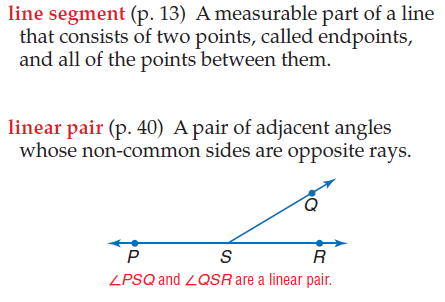 line segment (p. 13) A measurable part of a line
that consists of two points, called endpoints,
and all of the points between them.
linear pair (p. 40) A pair of adjacent angles
whose non-common sides are opposite rays.
Q
P S R
∠PSQ and ∠QSR are a linear pair.